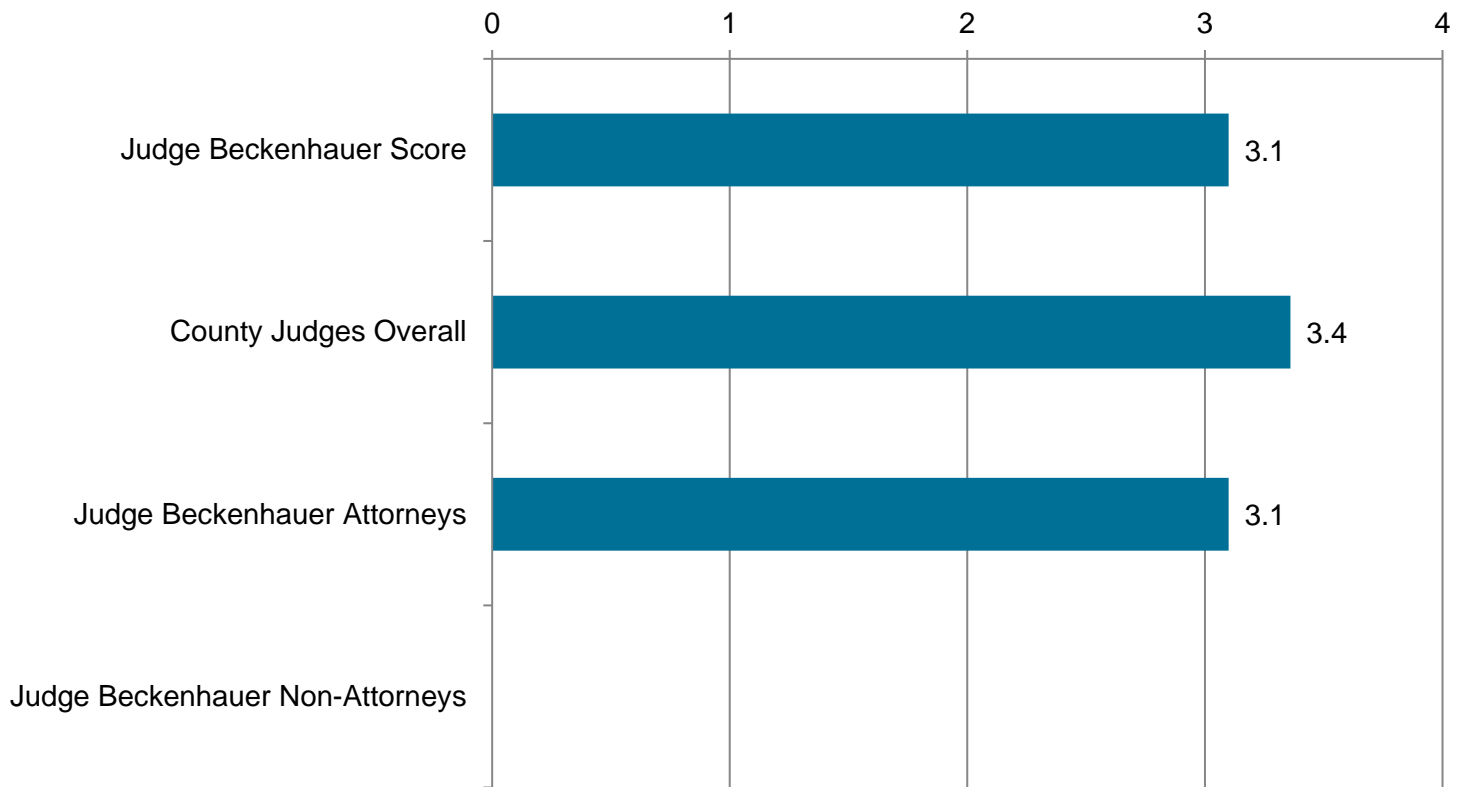 0 1 2 3 4
Judge Beckenhauer Score 3.1
County Judges Overall 3.4
Judge Beckenhauer Attorneys 3.1
Judge Beckenhauer Non-Attorneys